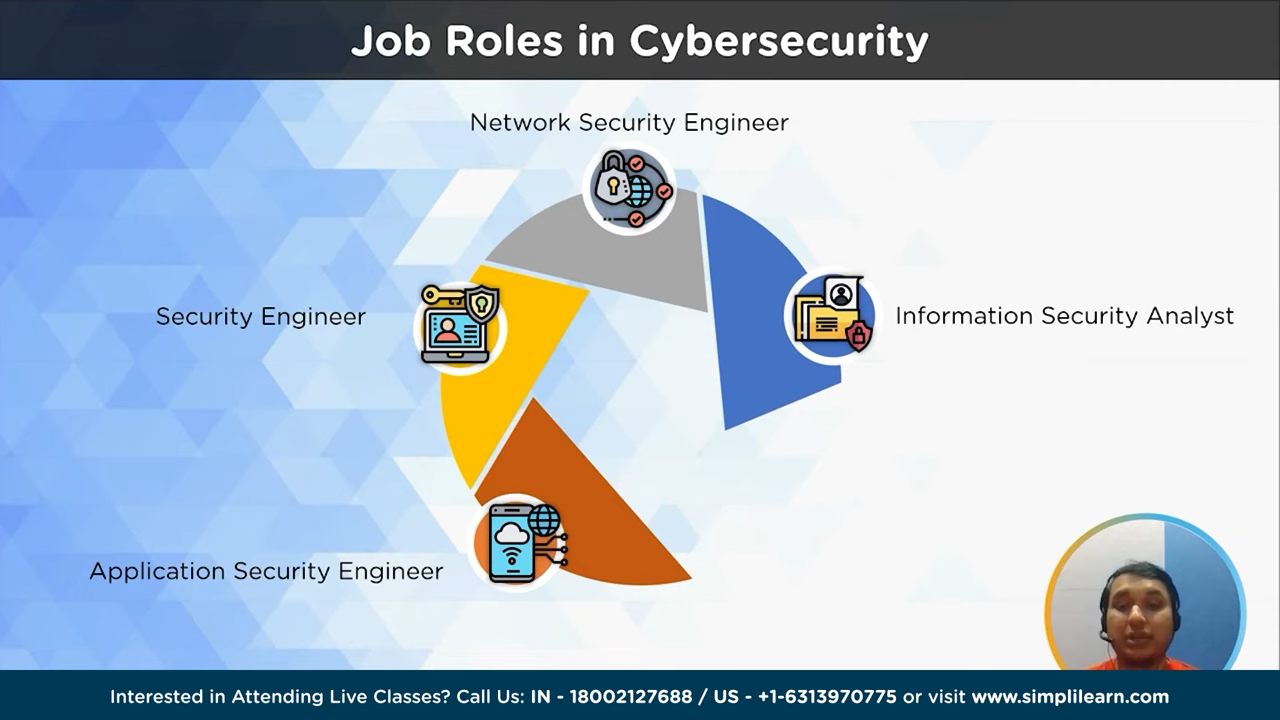 Job Roles in Cybersecurity
Network Security Engineer
Security Engineer
Information Security Analyst
Application Security Engineer
Interested in Attending Live Classes? Call Us: IN - 18002127688 / US - +1-6313970775 or visit www.simplilearn.com